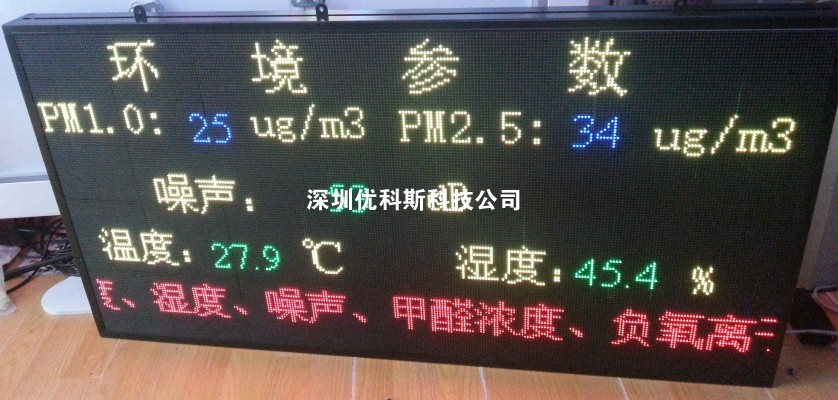 环境参数
PM1.0: 25 ug/m3 PM2.5: 34 ug/m3
噪声:
深圳优科斯科技公司
温度: 27.9 ℃ 湿度: 45.4 %
度、湿度、噪声、甲醛浓度、负氧离子